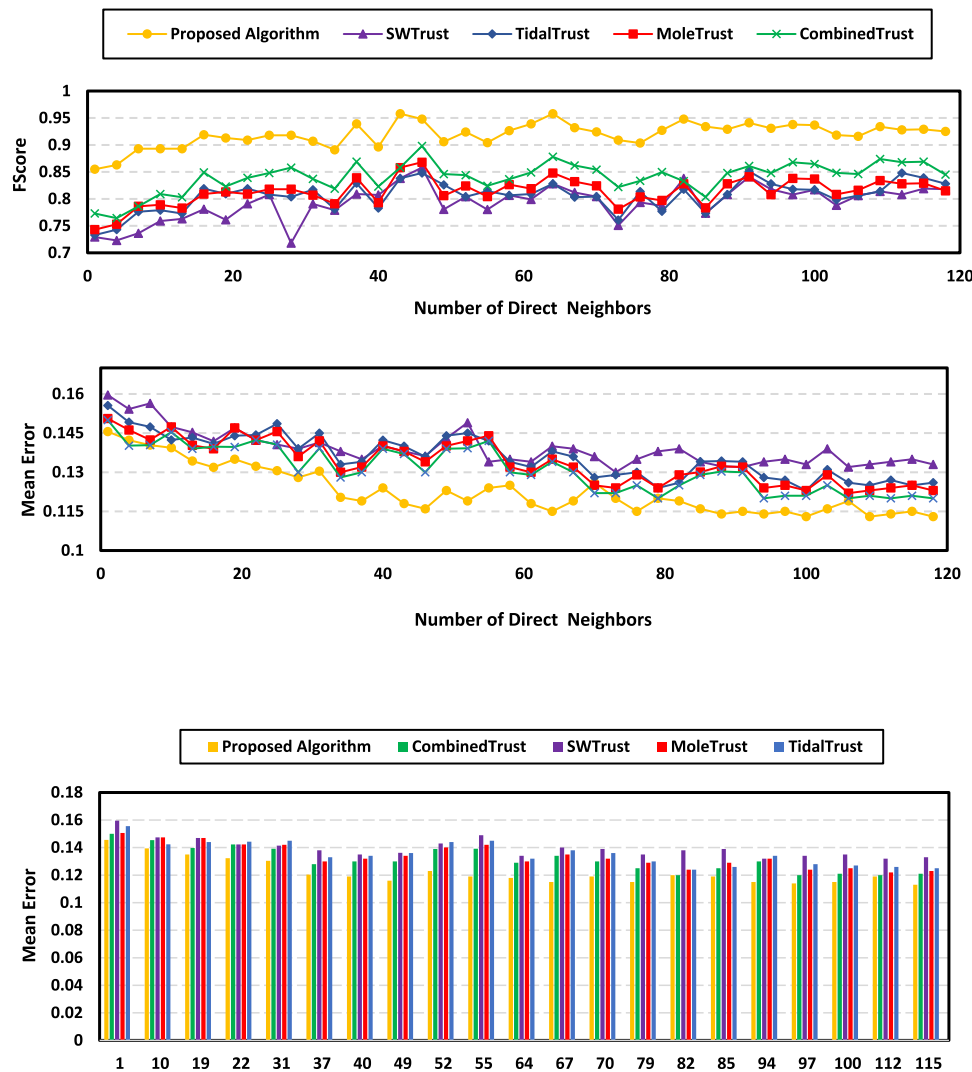 Proposed Algorithm SWTrust TidalTrust MoleTrust CombinedTrust
1
0.95
0.9
0.85
0.8
0.75
0.7
FScore
0 20 40 60 80 100 120
Number of Direct Neighbors
0.16
0.145
0.13
0.115
0.1
Mean Error
0 20 40 60 80 100 120
Number of Direct Neighbors
Proposed Algorithm CombinedTrust SWTrust MoleTrust TidalTrust
0.18
0.16
0.14
0.12
0.1
0.08
0.06
0.04
0.02
0
Mean Error
1 10 19 22 31 37 40 49 52 55 64 67 70 79 82 85 94 97 100 112 115